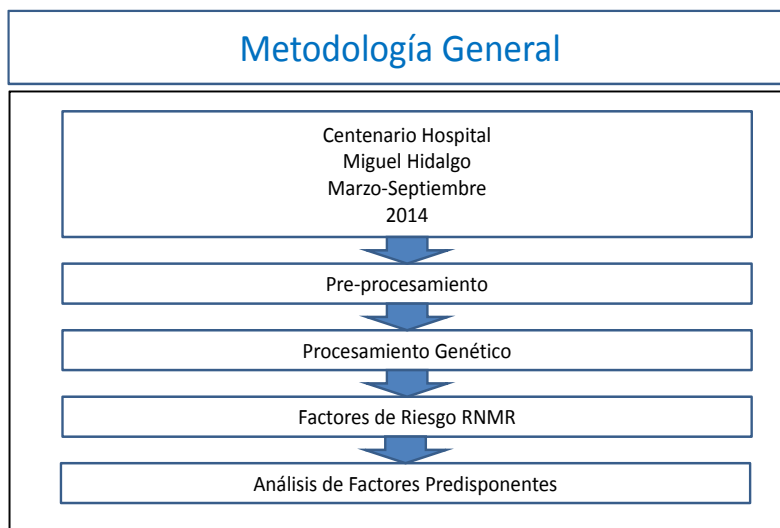 Metodología General
Centenario Hospital
Miguel Hidalgo
Marzo-Septiembre
2014
Pre-procesamiento
Procesamiento Genético
Factores de Riesgo RNMR
Análisis de Factores Predisponentes